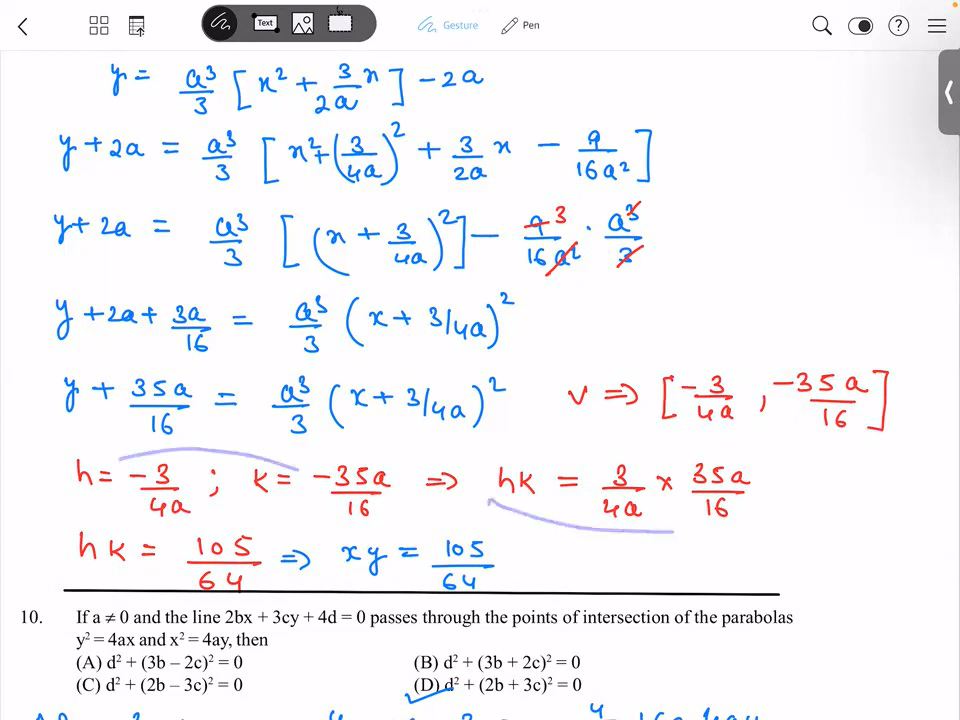 Text
Gesture
Pen
y = a³/3 [x² + 3/2a x] - 2a
y + 2a = a³/3 [x² + (3/4a)² + 3/2a x - 9/16a²]
y + 2a = a³/3 [(x + 3/4a)²] - 9/16a² · a³/3 3
y + 2a + 3a/16 = a³/3 (x + 3/4a)²
y + 35a/16 = a³/3 (x + 3/4a)² v ⇒ [-3/4a, -35a/16]
h = -3/4a ; k = -35a/16 ⇒ hk = 3/4a × 35a/16
hk = 105/64 ⇒ xy = 105/64
10. If a ≠ 0 and the line 2bx + 3cy + 4d = 0 passes through the points of intersection of the parabolas
y² = 4ax and x² = 4ay, then
(A) d² + (3b – 2c)² = 0 (B) d² + (3b + 2c)² = 0
(C) d² + (2b – 3c)² = 0 (D) d² + (2b + 3c)² = 0